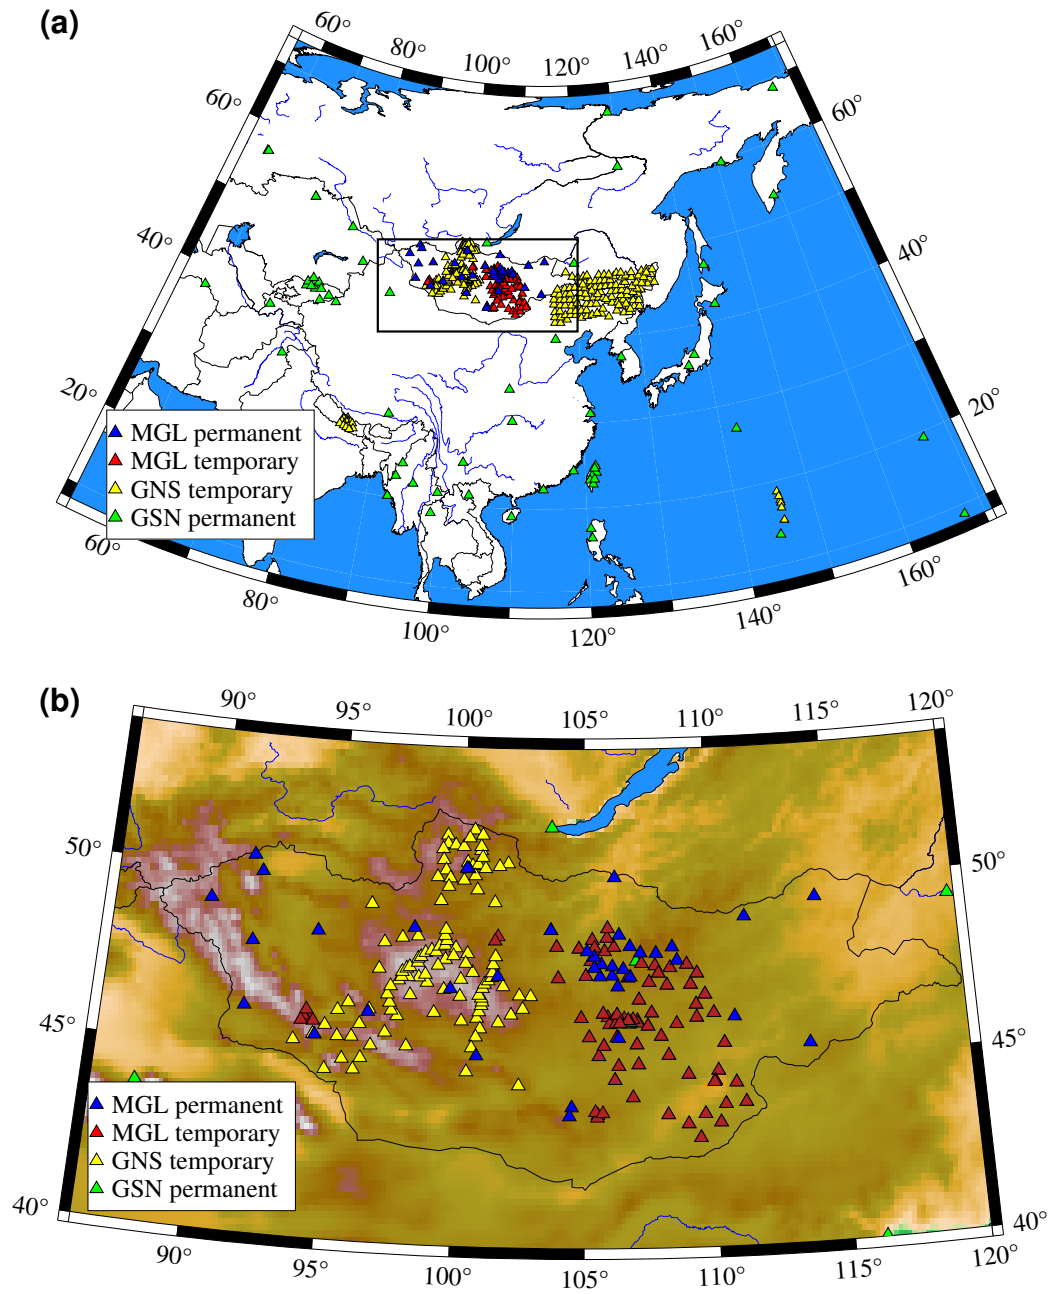 (a)
60° 80° 100° 120° 140° 160°
60° 60°
40° 40°
20° 20°
MGL permanent
MGL temporary
GNS temporary
GSN permanent
60° 80° 100° 120° 140° 160°
(b)
90° 95° 100° 105° 110° 115° 120°
50° 50°
45° 45°
MGL permanent
MGL temporary
GNS temporary
GSN permanent
40° 40°
90° 95° 100° 105° 110° 115° 120°